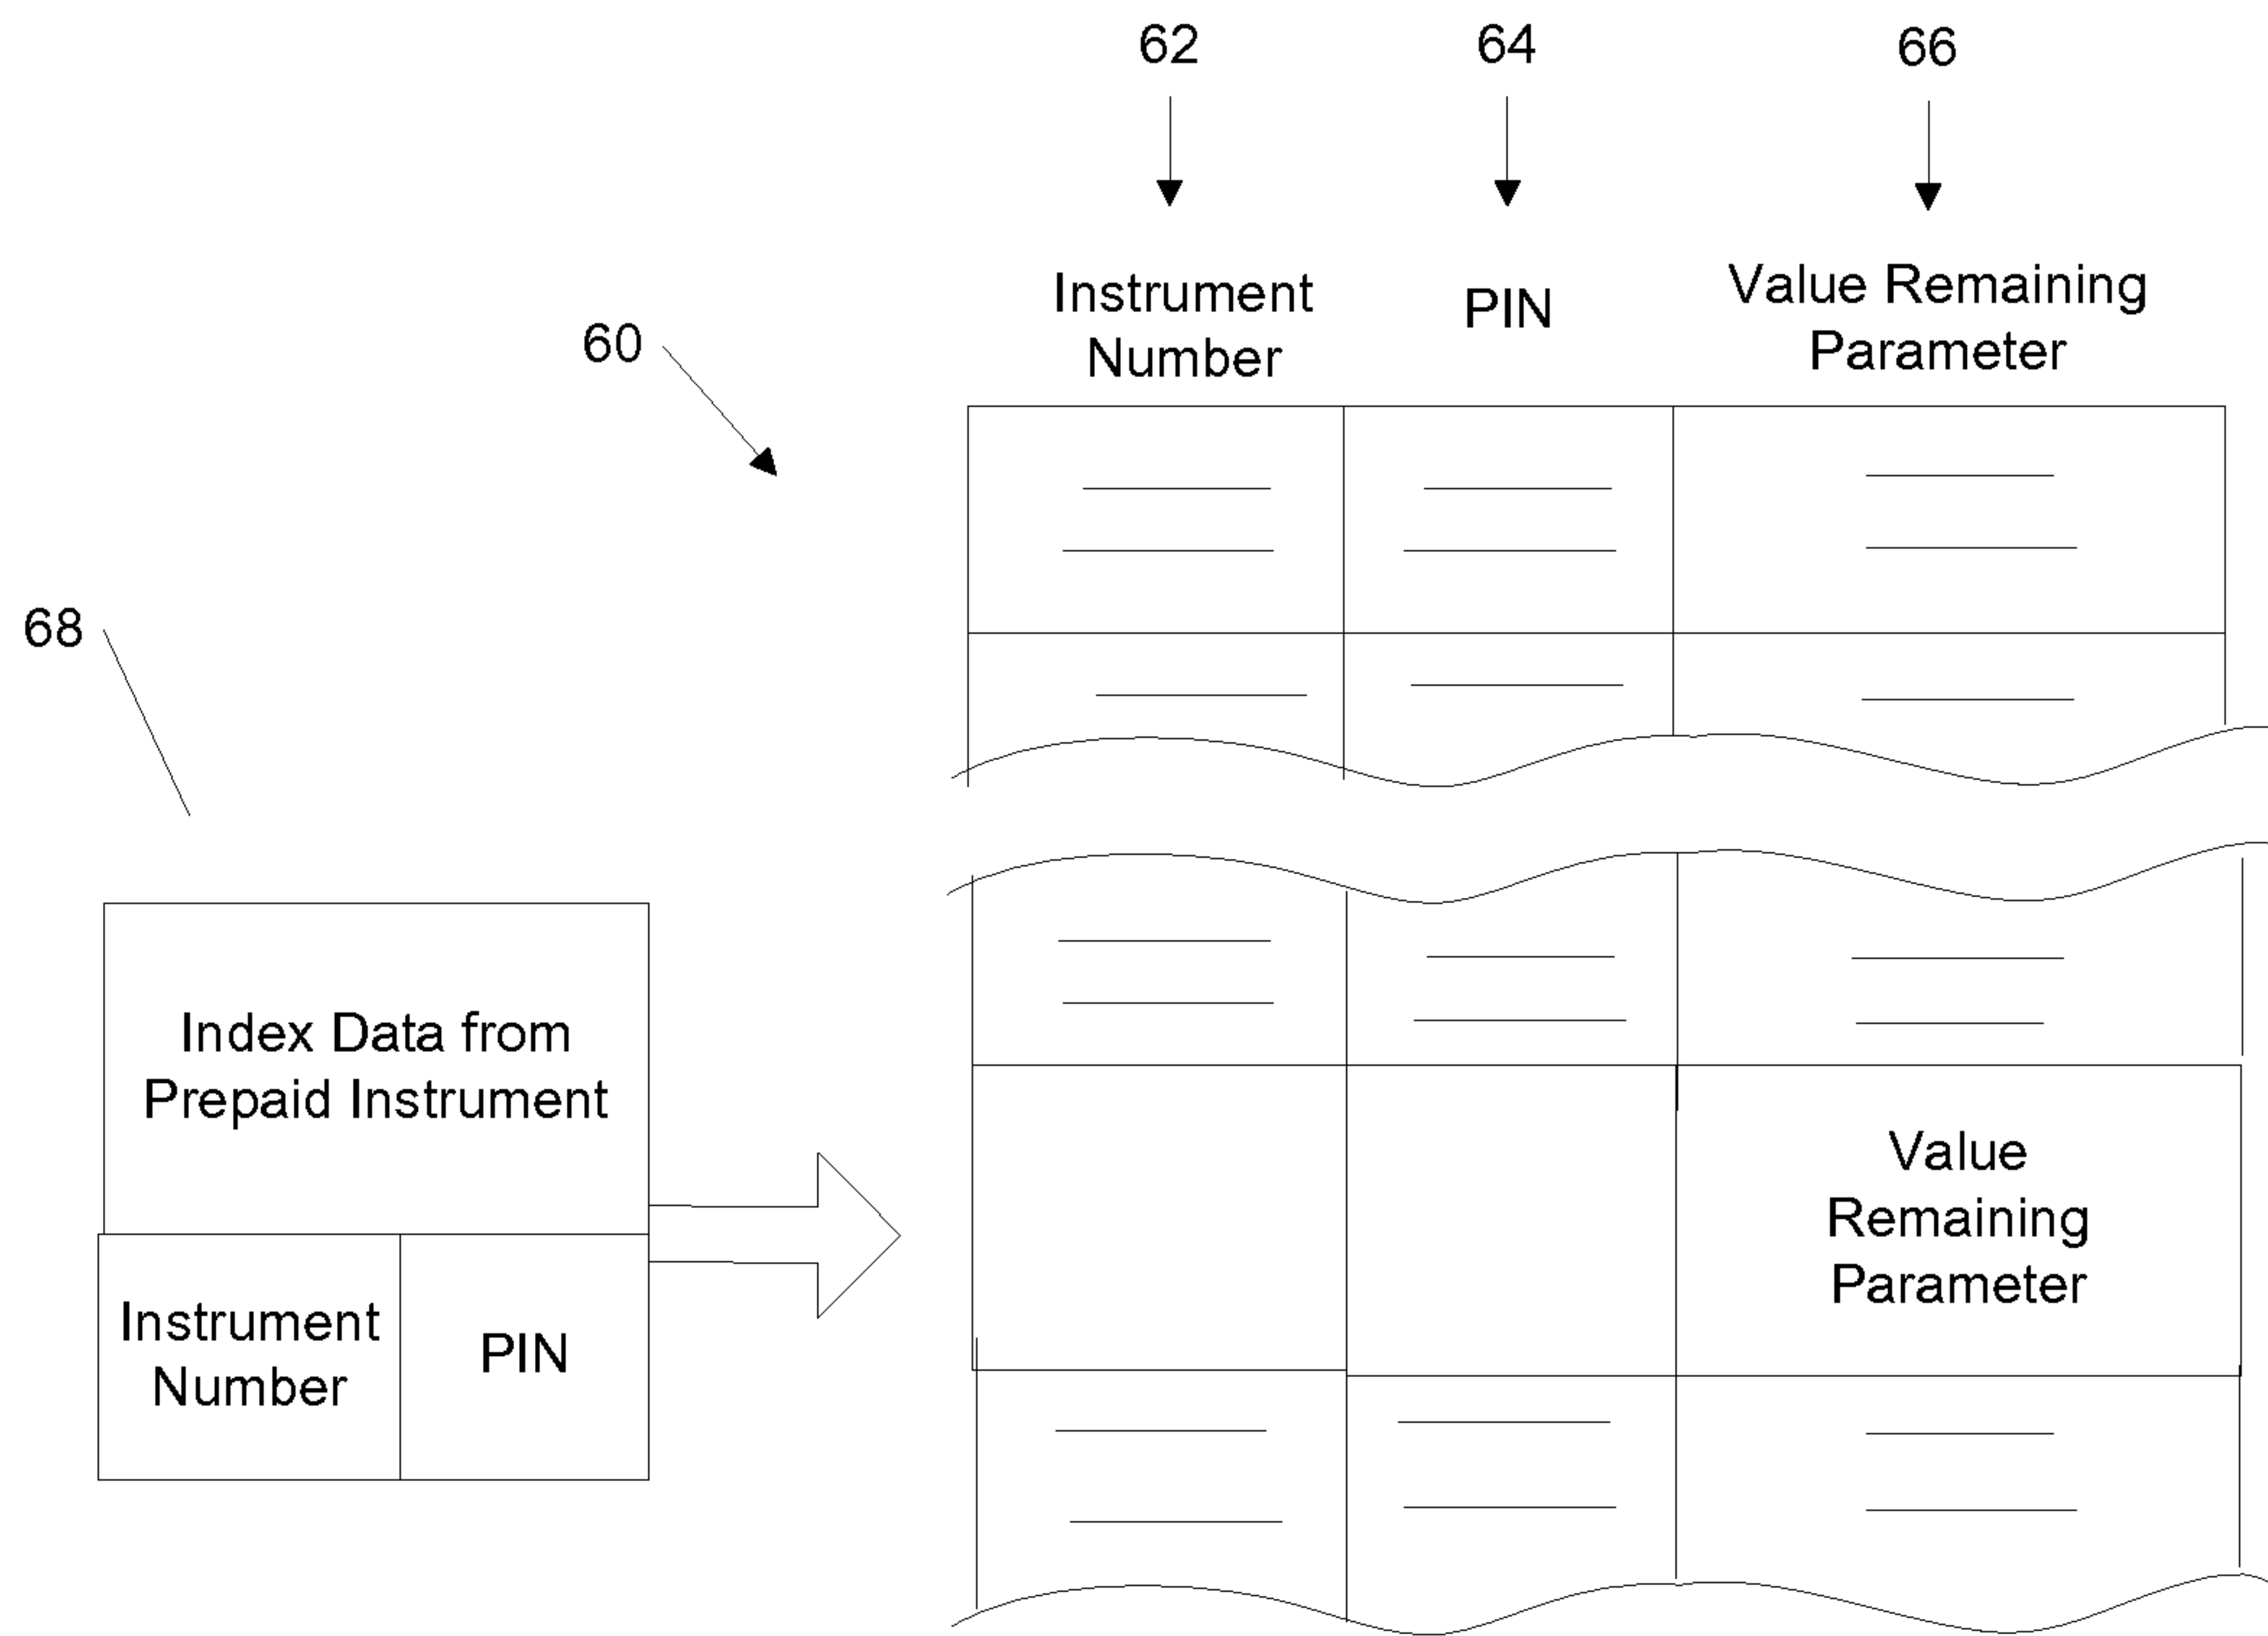 62
64
66
Instrument
Number
PIN
Value Remaining
Parameter
60
68
Index Data from
Prepaid Instrument
Instrument
Number
PIN
Value
Remaining
Parameter